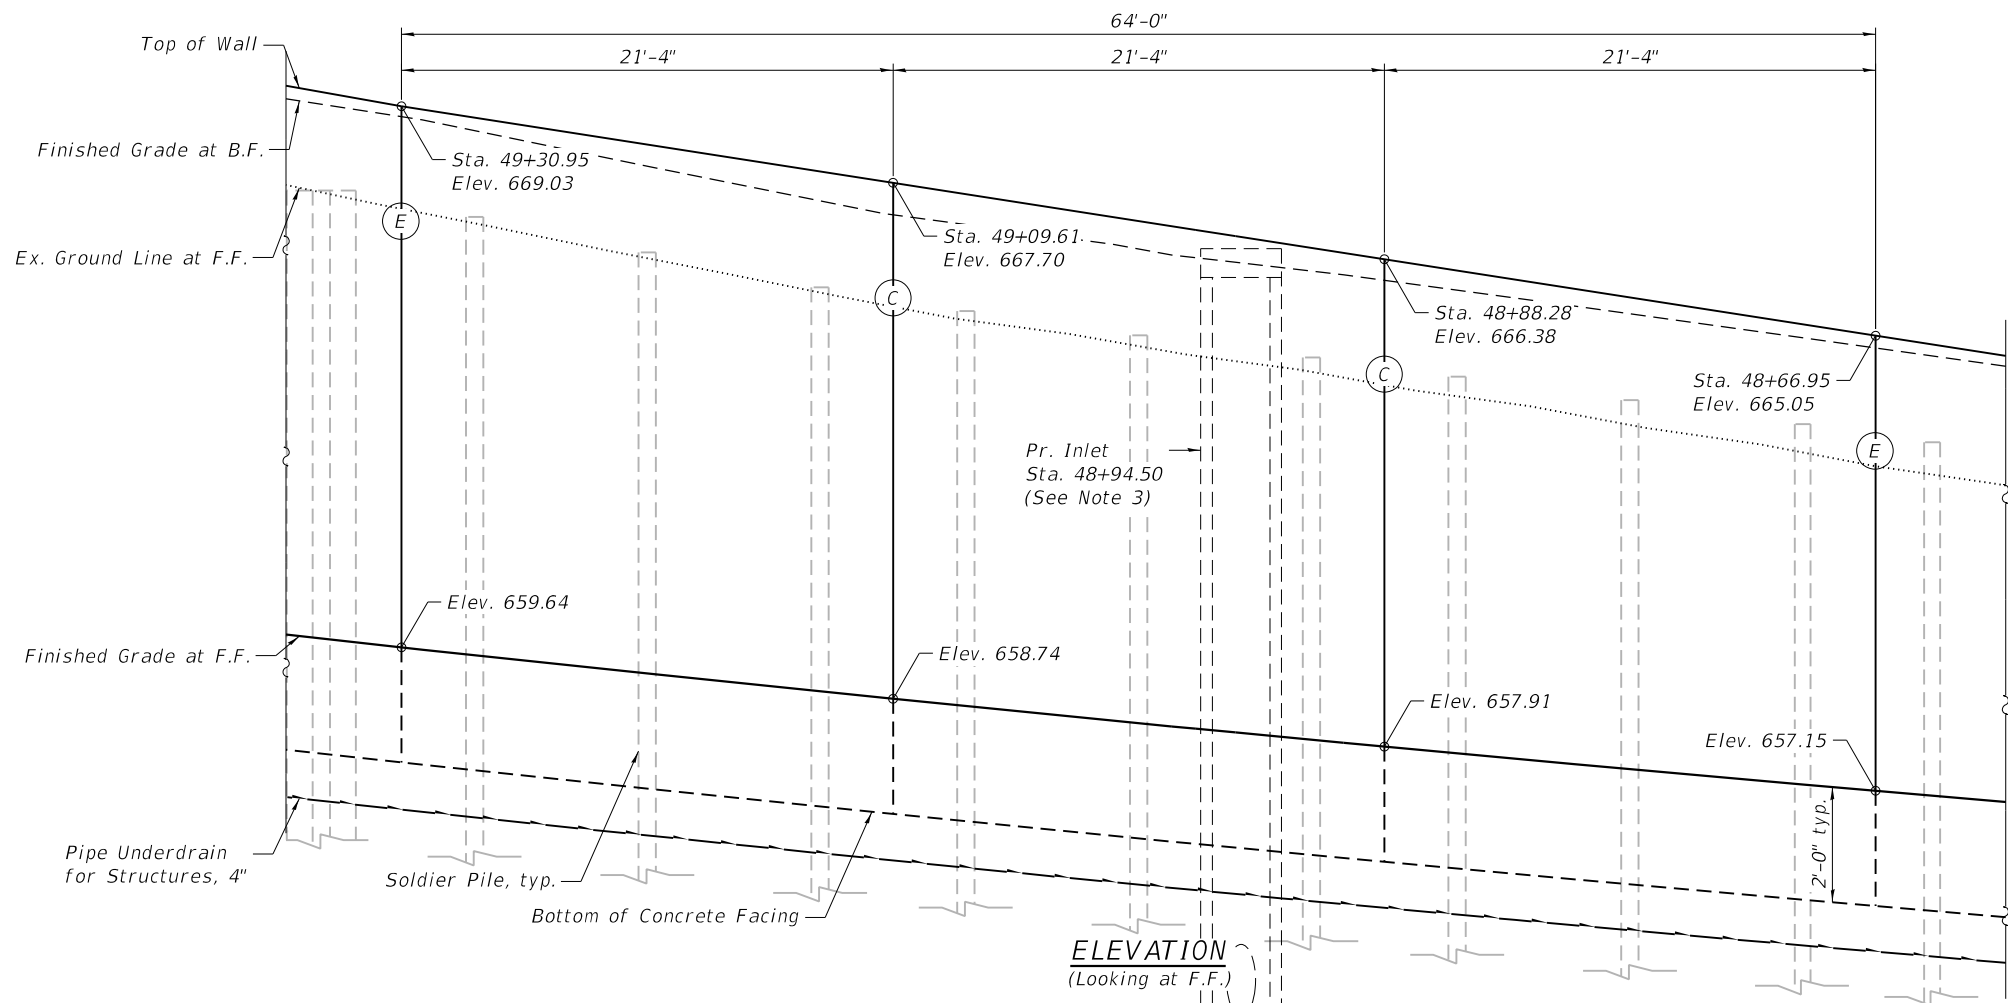 64'-0"
Top of Wall
21'-4"
21'-4"
21'-4"
Finished Grade at B.F.
Sta. 49+30.95
Elev. 669.03
E
Ex. Ground Line at F.F.
Sta. 49+09.61
Elev. 667.70
C
Sta. 48+88.28
Elev. 666.38
C
Sta. 48+66.95
Elev. 665.05
E
Pr. Inlet
Sta. 48+94.50
(See Note 3)
Elev. 659.64
Finished Grade at F.F.
Elev. 658.74
Elev. 657.91
Elev. 657.15
2'-0" typ.
Pipe Underdrain
for Structures, 4"
Soldier Pile, typ.
Bottom of Concrete Facing
ELEVATION
(Looking at F.F.)